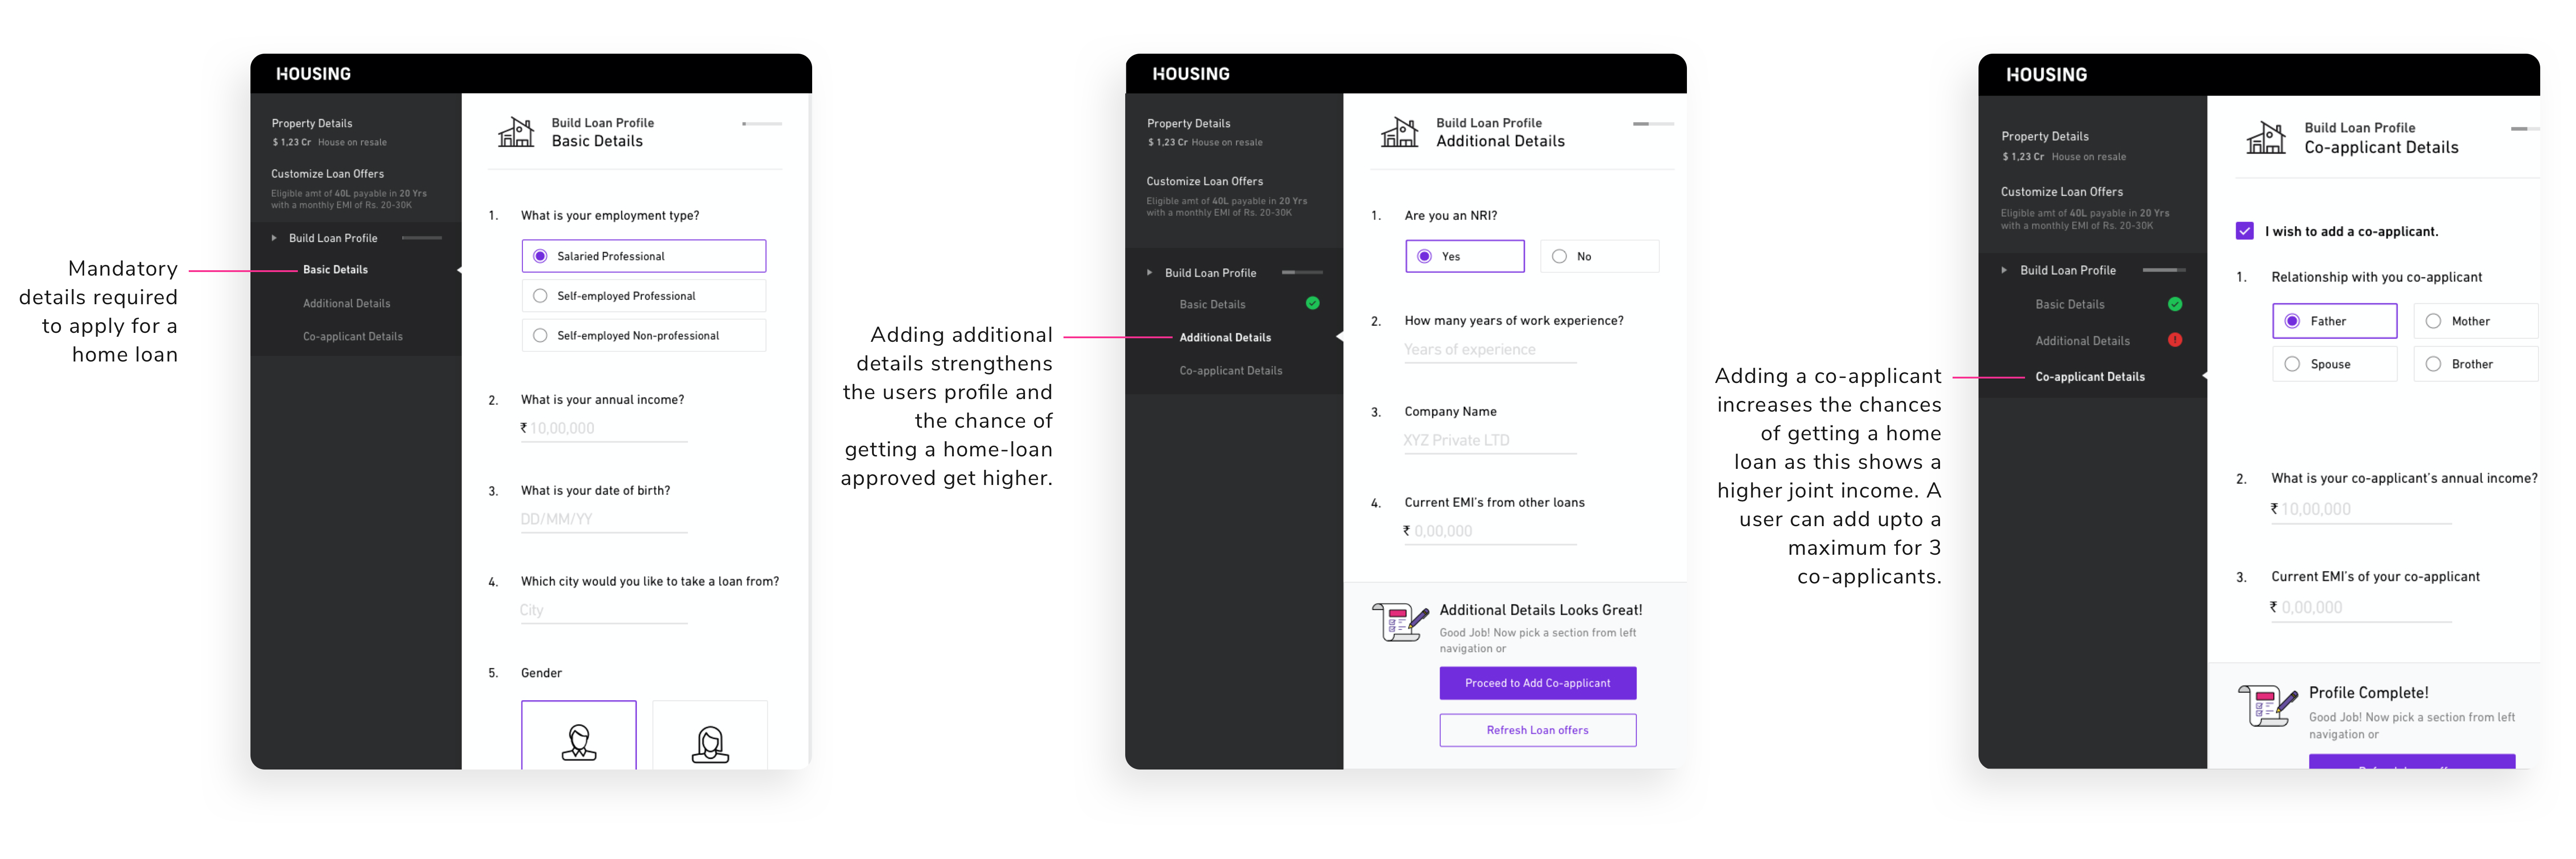 Mandatory
details required
to apply for a
home loan
HOUSING
Property Details
$ 1,23 Cr House on resale
Customize Loan Offers
Eligible amt of 40L payable in 20 Yrs
with a monthly EMI of Rs. 20-30K
Build Loan Profile
Basic Details
Additional Details
Co-applicant Details
Build Loan Profile
Basic Details
1. What is your employment type?
Salaried Professional
Self-employed Professional
Self-employed Non-professional
2. What is your annual income?
₹ 10,00,000
3. What is your date of birth?
DD/MM/YY
4. Which city would you like to take a loan from?
City
5. Gender
Adding additional
details strengthens
the users profile and
the chance of
getting a home-loan
approved get higher.
HOUSING
Property Details
$ 1,23 Cr House on resale
Customize Loan Offers
Eligible amt of 40L payable in 20 Yrs
with a monthly EMI of Rs. 20-30K
Build Loan Profile
Basic Details
Additional Details
Co-applicant Details
Build Loan Profile
Additional Details
1. Are you an NRI?
Yes
No
2. How many years of work experience?
Years of experience
3. Company Name
XYZ Private LTD
4. Current EMI's from other loans
₹ 0,00,000
Additional Details Looks Great!
Good Job! Now pick a section from left
navigation or
Proceed to Add Co-applicant
Refresh Loan offers
Adding a co-applicant
increases the chances
of getting a home
loan as this shows a
higher joint income. A
user can add upto a
maximum for 3
co-applicants.
HOUSING
Property Details
$ 1,23 Cr House on resale
Customize Loan Offers
Eligible amt of 40L payable in 20 Yrs
with a monthly EMI of Rs. 20-30K
Build Loan Profile
Basic Details
Additional Details
Co-applicant Details
Build Loan Profile
Co-applicant Details
I wish to add a co-applicant.
1. Relationship with you co-applicant
Father
Mother
Spouse
Brother
2. What is your co-applicant's annual income?
₹ 10,00,000
3. Current EMI's of your co-applicant
₹ 0,00,000
Profile Complete!
Good Job! Now pick a section from left
navigation or